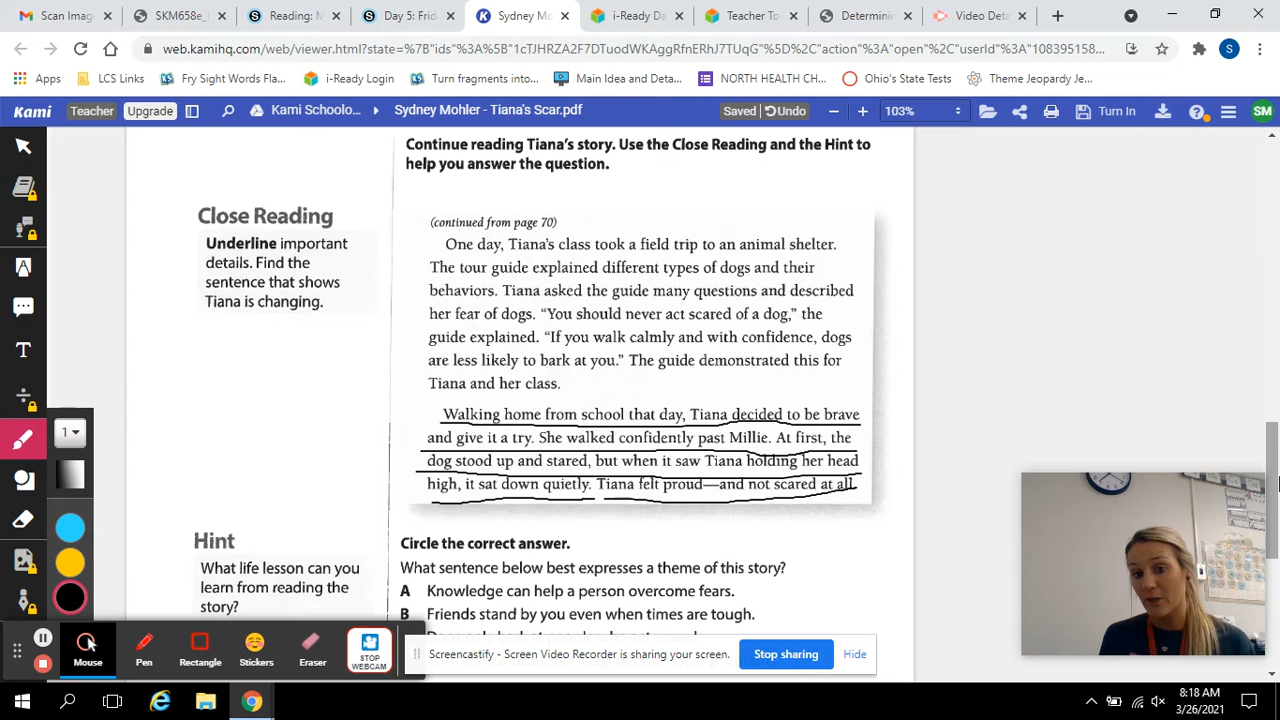 Scan Imag
SKM658e_
Reading: M
Day 5: Frid
Sydney Mo
i-Ready Da
Teacher To
Determinin
Video Deta
web.kamihq.com/web/viewer.html?state=%7B"ids"%3A%5B"1cTJHRZA2F7DTuodWKAggRfnERhJ7TUqG"%5D%2C"action"%3A"open"%2C"userId"%3A"108395158...
S
Apps
LCS Links
Fry Sight Words Fla...
i-Ready Login
Turn fragments into...
Main Idea and Deta...
NORTH HEALTH CH...
Ohio's State Tests
Theme Jeopardy Je...
Kami
Teacher
Upgrade
Kami Schoolo...
Sydney Mohler - Tiana's Scar.pdf
Saved
Undo
103%
Turn In
SM
Continue reading Tiana's story. Use the Close Reading and the Hint to
help you answer the question.
Close Reading
Underline important
details. Find the
sentence that shows
Tiana is changing.
(continued from page 70)
One day, Tiana's class took a field trip to an animal shelter.
The tour guide explained different types of dogs and their
behaviors. Tiana asked the guide many questions and described
her fear of dogs. "You should never act scared of a dog," the
guide explained. "If you walk calmly and with confidence, dogs
are less likely to bark at you." The guide demonstrated this for
Tiana and her class.
Walking home from school that day, Tiana decided to be brave
and give it a try. She walked confidently past Millie. At first, the
dog stood up and stared, but when it saw Tiana holding her head
high, it sat down quietly. Tiana felt proud—and not scared at all.
1
Hint
What life lesson can you
learn from reading the
story?
Circle the correct answer.
What sentence below best expresses a theme of this story?
A Knowledge can help a person overcome fears.
B Friends stand by you even when times are tough.
Mouse
Pen
Rectangle
Stickers
Eraser
STOP
WEBCAM
Screencastify - Screen Video Recorder is sharing your screen.
Stop sharing
Hide
8:18 AM
3/26/2021